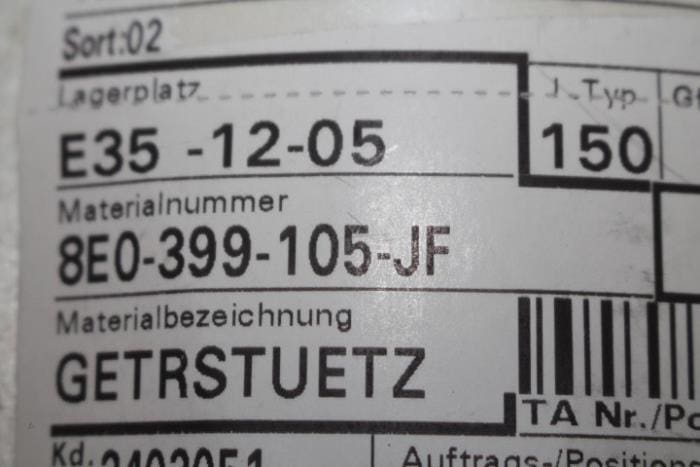 Sort:02
Lagerplatz
Typ
E35 -12-05
150
Materialnummer
8E0-399-105-JF
Materialbezeichnung
GETRSTUETZ
TA Nr./Po
Kd.
Auftrags-/Position